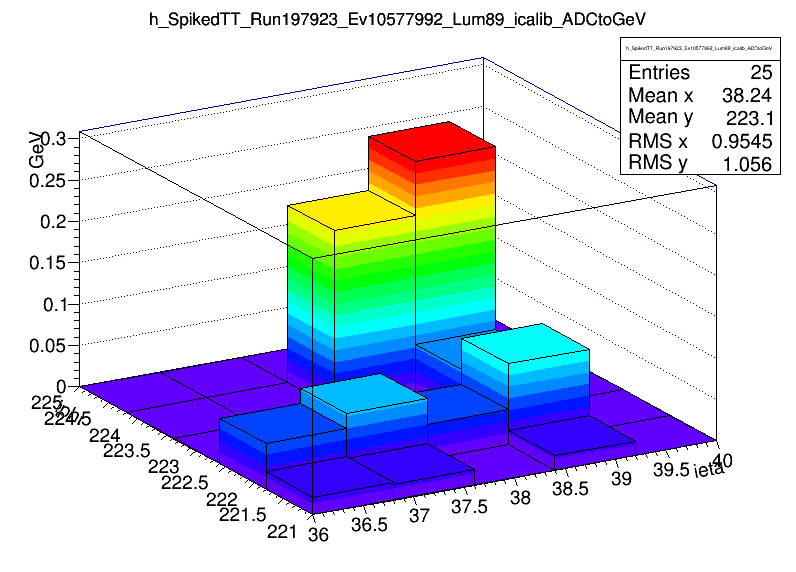 h_SpikedTT_Run197923_Ev10577992_Lum89_icalib_ADCtoGeV
h_SpikedTT_Run197923_Ev10577992_Lum89_icalib_ADCtoGeV
Entries 25
Mean x 38.24
Mean y 223.1
RMS x 0.9545
RMS y 1.056
GeV
0.3
0.25
0.2
0.15
0.1
0.05
0
225
224.5
224
223.5
223
222.5
222
221.5
221
36
36.5
37
37.5
38
38.5
39
39.5
40
ieta